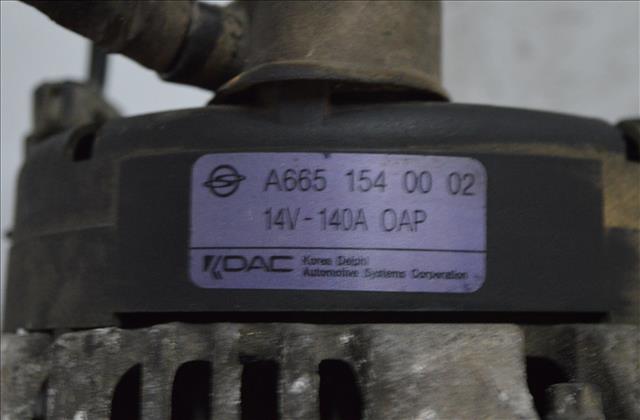 A665 154 00 02
14V-140A OAP
KDAC Korea Delphi
Automotive Systems Corporation